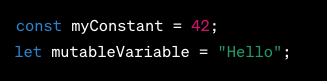 const myConstant = 42;
let mutableVariable = "Hello";